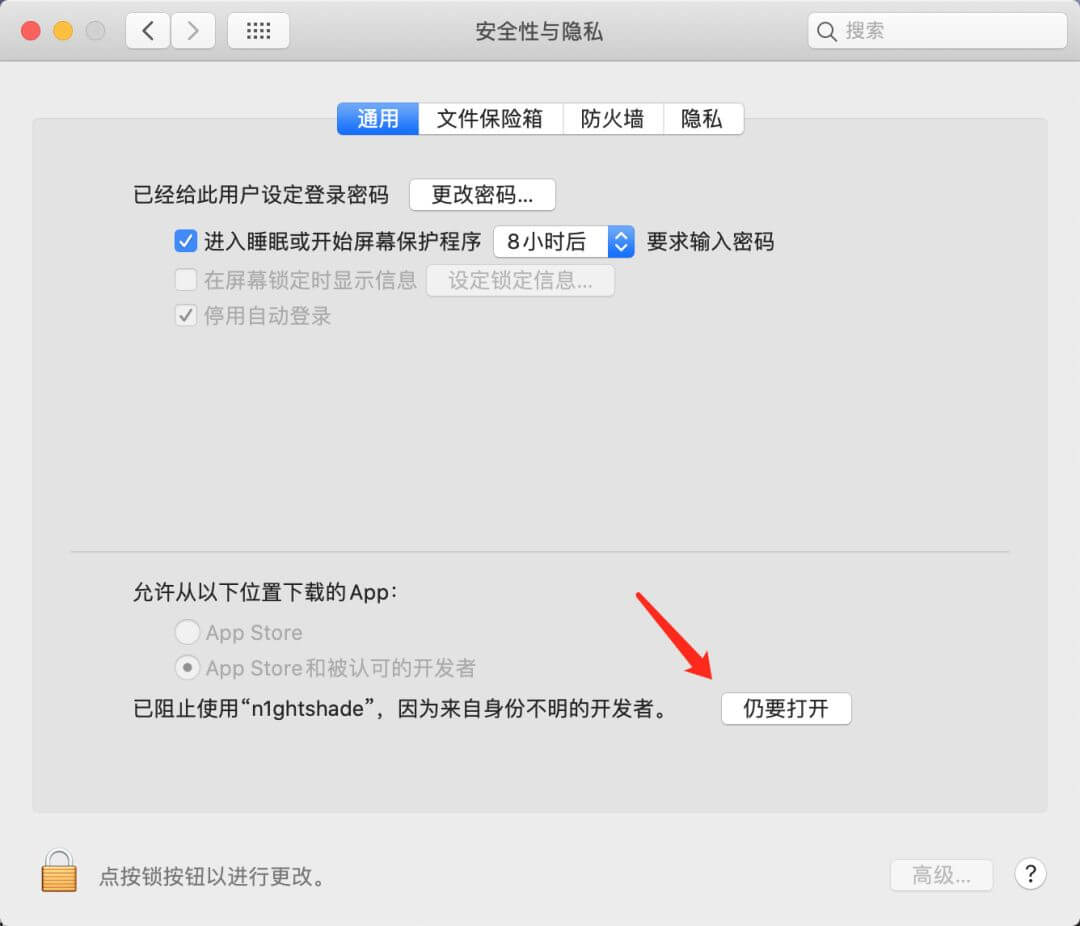 安全性与隐私
搜索
通用 文件保险箱 防火墙 隐私
已经给此用户设定登录密码 更改密码...
进入睡眠或开始屏幕保护程序 8小时后 要求输入密码
在屏幕锁定时显示信息 设定锁定信息...
停用自动登录
允许从以下位置下载的App：
App Store
App Store和被认可的开发者
已阻止使用“n1ghtshade”，因为来自身份不明的开发者。 仍要打开
点按锁按钮以进行更改。
高级... ?